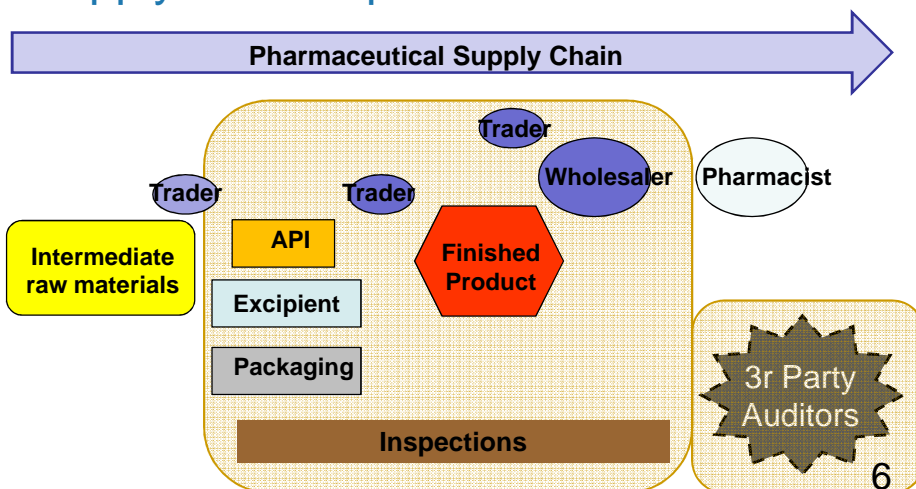 Pharmaceutical Supply Chain
Trader
Trader
Trader
Wholesaler
Pharmacist
Intermediate
raw materials
API
Excipient
Packaging
Finished
Product
Inspections
3r Party
Auditors
6